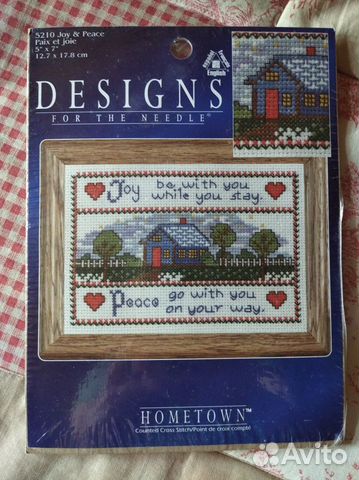 5210 Joy & Peace
Paix et joie
5" x 7"
12.7 x 17.8 cm
English
DESIGNS
FOR THE NEEDLE®
Joy be with you
while you stay.
Peace go with you
on your way.
HOMETOWN™
Counted Cross Stitch/Point de croix compté
Avito